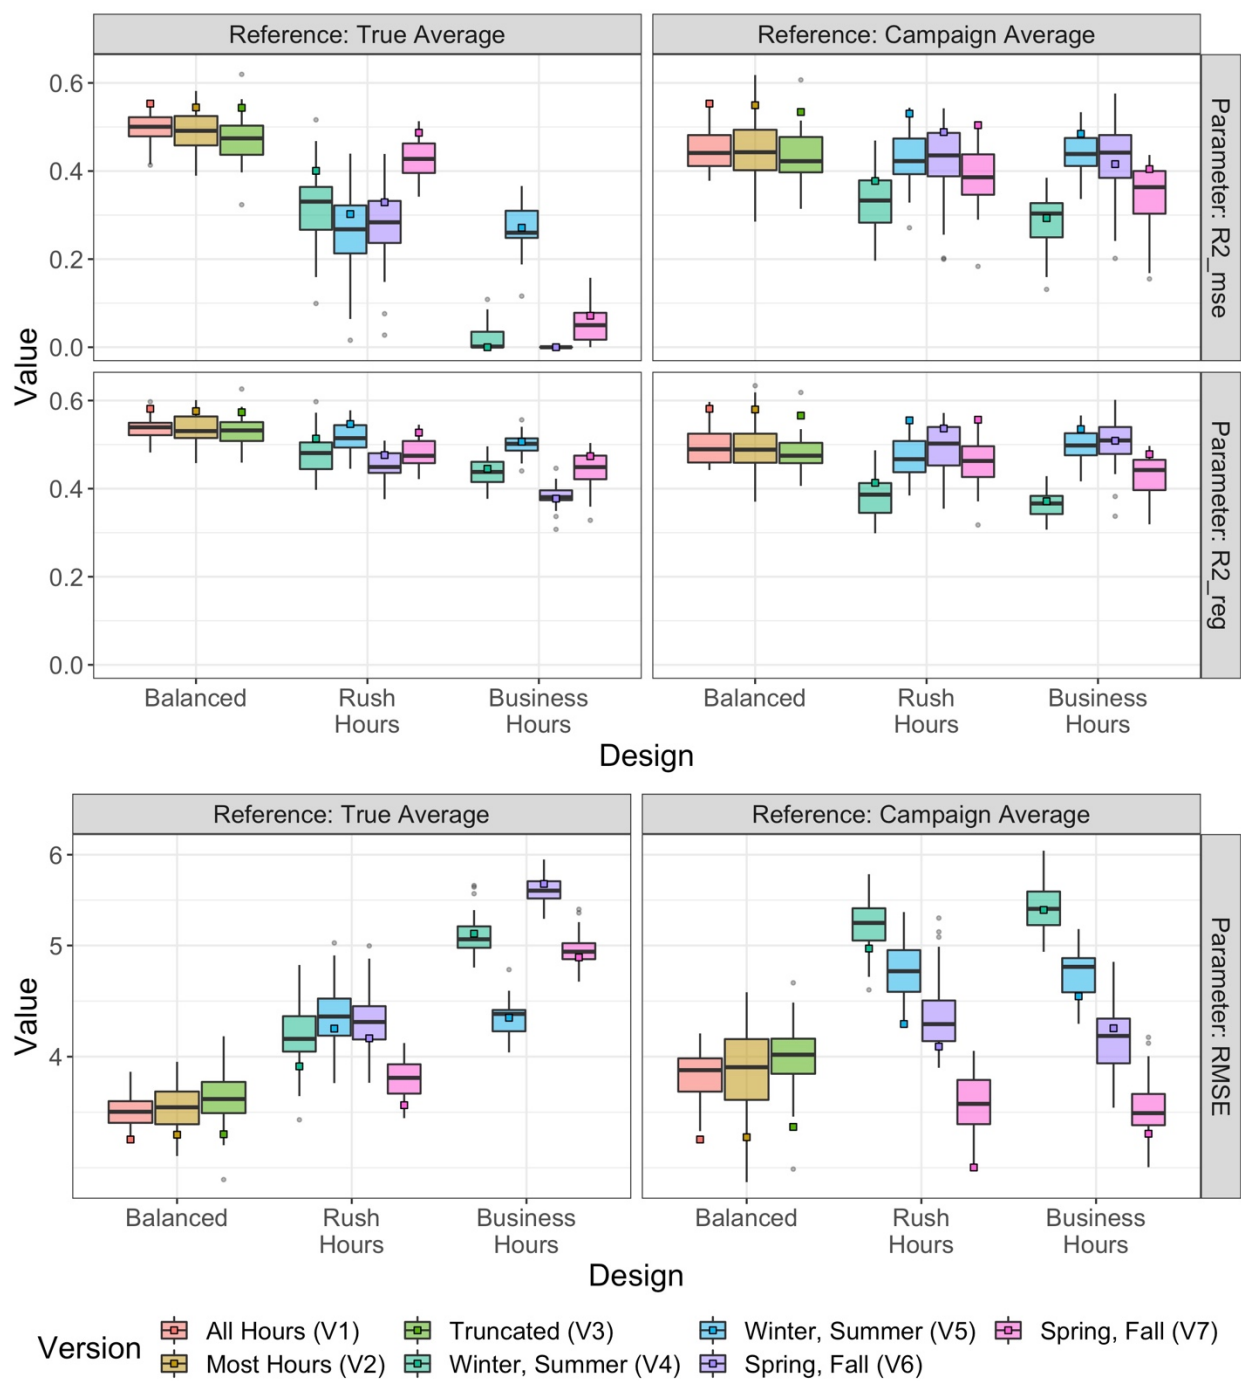 Reference: True Average
Reference: Campaign Average
Value
0.6
0.4
0.2
0.0
Parameter: R2_mse
0.6
0.4
0.2
0.0
Parameter: R2_reg
Balanced
Rush
Hours
Business
Hours
Balanced
Rush
Hours
Business
Hours
Design
Reference: True Average
Reference: Campaign Average
Value
6
5
4
Parameter: RMSE
Balanced
Rush
Hours
Business
Hours
Balanced
Rush
Hours
Business
Hours
Design
Version
All Hours (V1)
Truncated (V3)
Winter, Summer (V5)
Spring, Fall (V7)
Most Hours (V2)
Winter, Summer (V4)
Spring, Fall (V6)